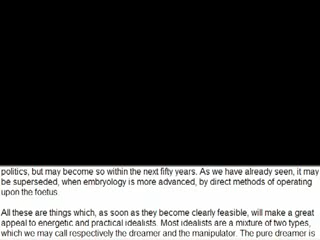 politics, but may become so within the next fifty years. As we have already seen, it may
be superseded, when embryology is more advanced, by direct methods of operating
upon the foetus
All these are things which, as soon as they become clearly feasible, will make a great
appeal to energetic and practical idealists. Most idealists are a mixture of two types,
which we may call respectively the dreamer and the manipulator. The pure dreamer is